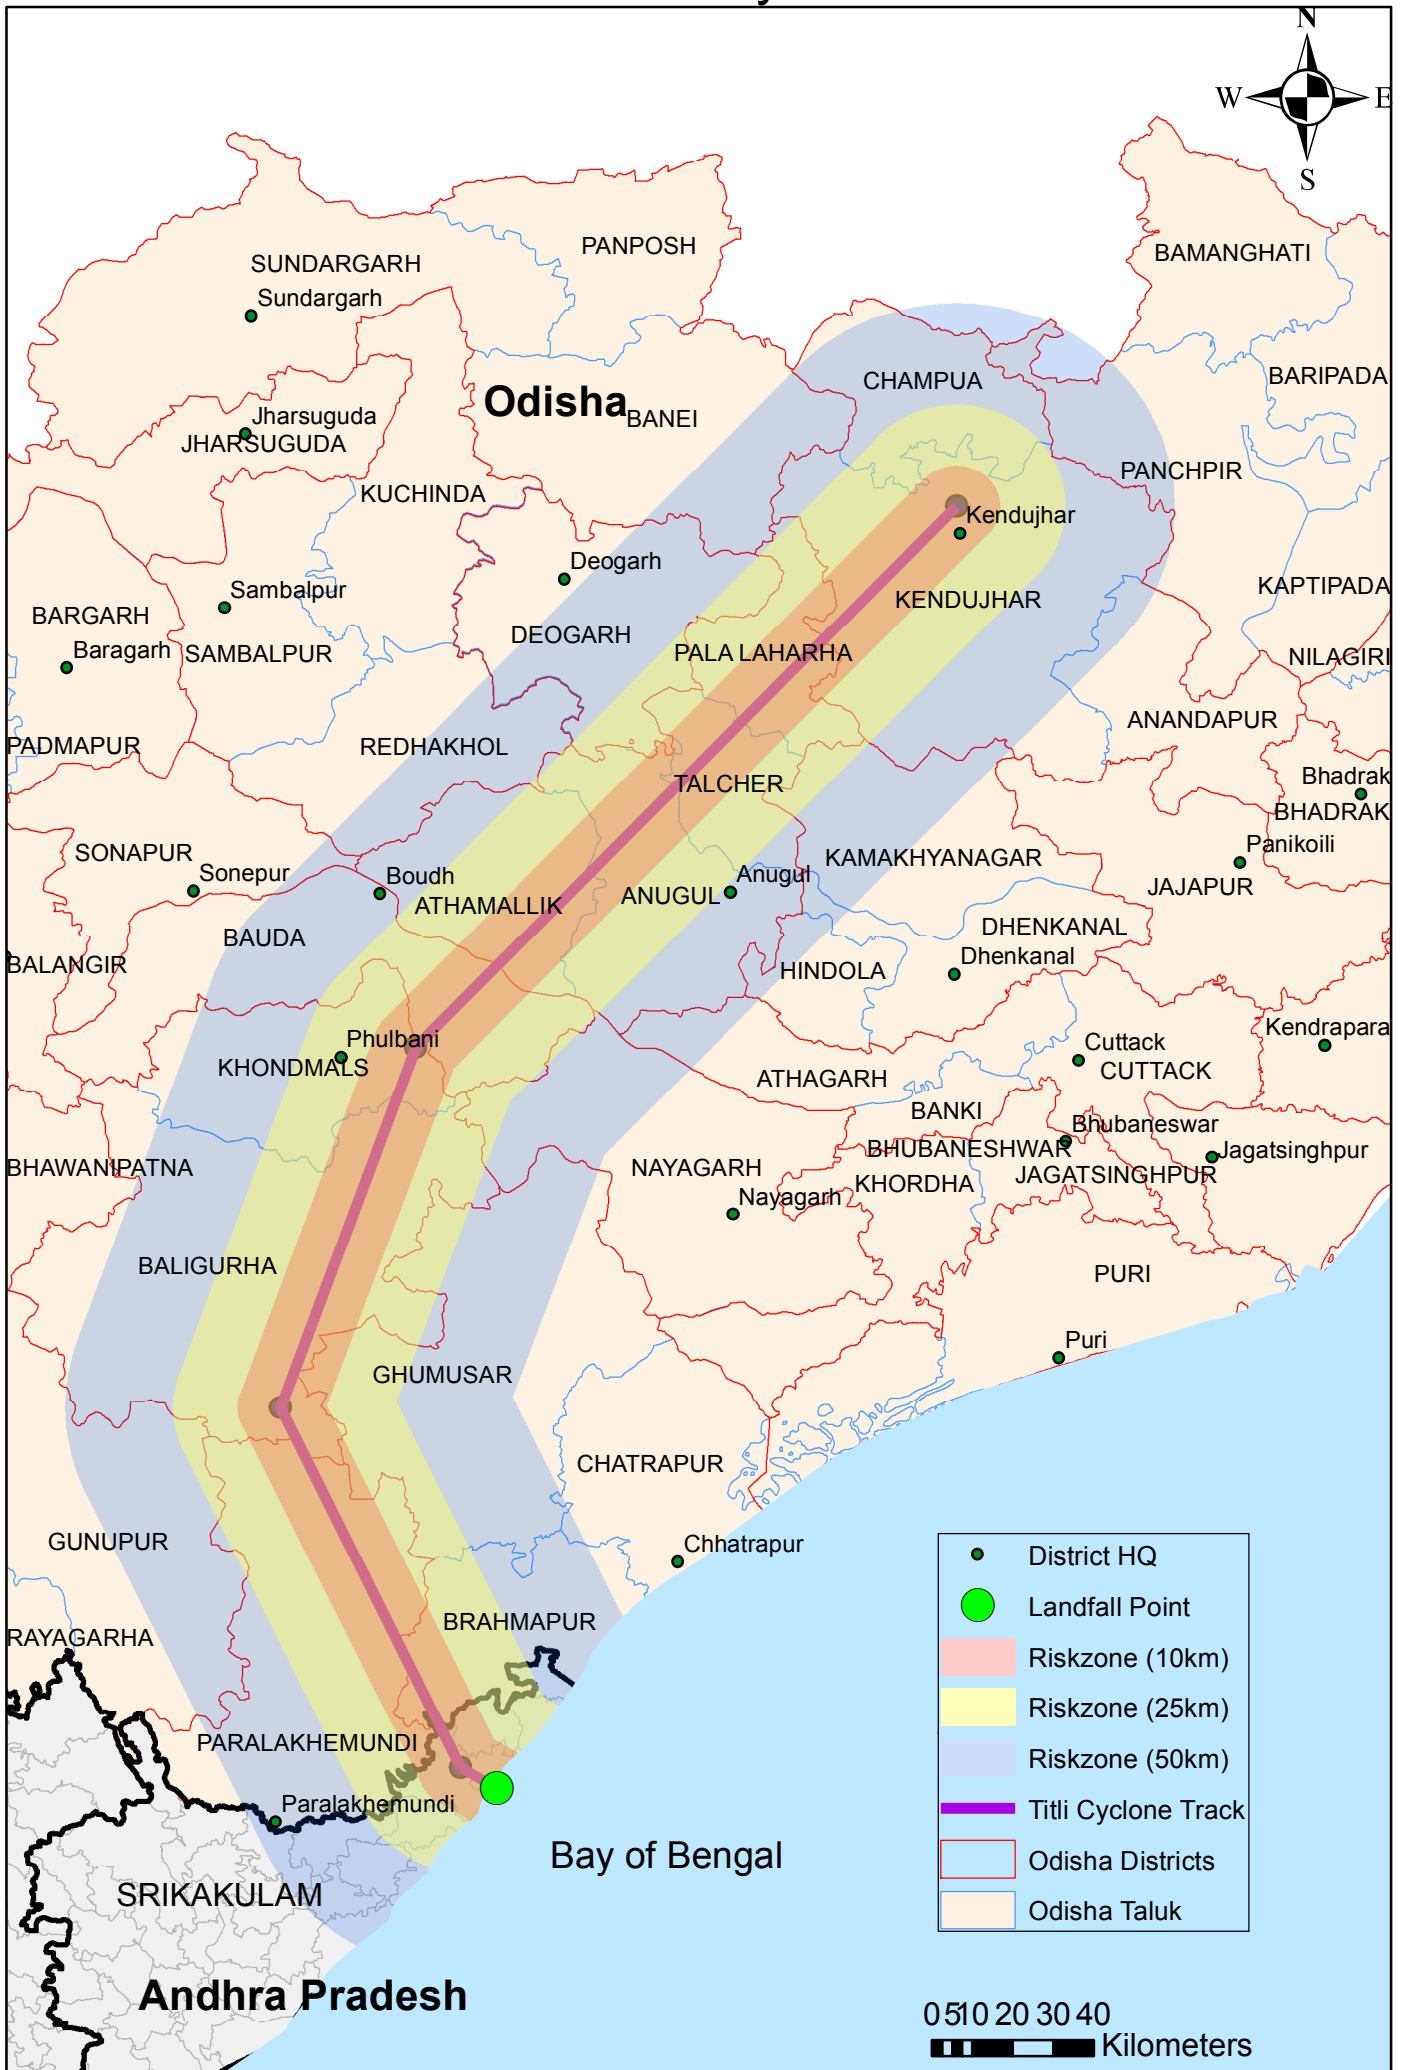 N
W E
S
PANPOSH
BAMANGHATI
SUNDARGARH
Sundargarh
CHAMPUA
BARIPADA
Odisha
BANEI
Jharsuguda
JHARSUGUDA
PANCHPIR
KUCHINDA
Kendujhar
Deogarh
KAPTIPADA
Sambalpur
KENDUJHAR
BARGARH
DEOGARH
Baragarh
SAMBALPUR
PALA LAHARHA
NILAGIRI
ANANDAPUR
PADMAPUR
REDHAKHOL
TALCHER
Bhadrak
BHADRAK
Panikoili
SONAPUR
KAMAKHYANAGAR
Sonepur
Boudh
Anugul
JAJAPUR
ATHAMALLIK
ANUGUL
DHENKANAL
BAUDA
Dhenkanal
BALANGIR
HINDOLA
Kendrapara
Phulbani
Cuttack
KHONDMALS
CUTTACK
ATHAGARH
BANKI
Bhubaneswar
BHUBANESHWAR
Jagatsinghpur
BHAWANIPATNA
NAYAGARH
JAGATSINGHPUR
KHORDHA
Nayagarh
BALIGURHA
PURI
Puri
GHUMUSAR
CHATRAPUR
GUNUPUR
Chhatrapur
BRAHMAPUR
RAYAGARHA
PARALAKHEMUNDI
Paralakhemundi
Bay of Bengal
SRIKAKULAM
Andhra Pradesh
District HQ
Landfall Point
Riskzone (10km)
Riskzone (25km)
Riskzone (50km)
Titli Cyclone Track
Odisha Districts
Odisha Taluk
0 5 10 20 30 40
Kilometers